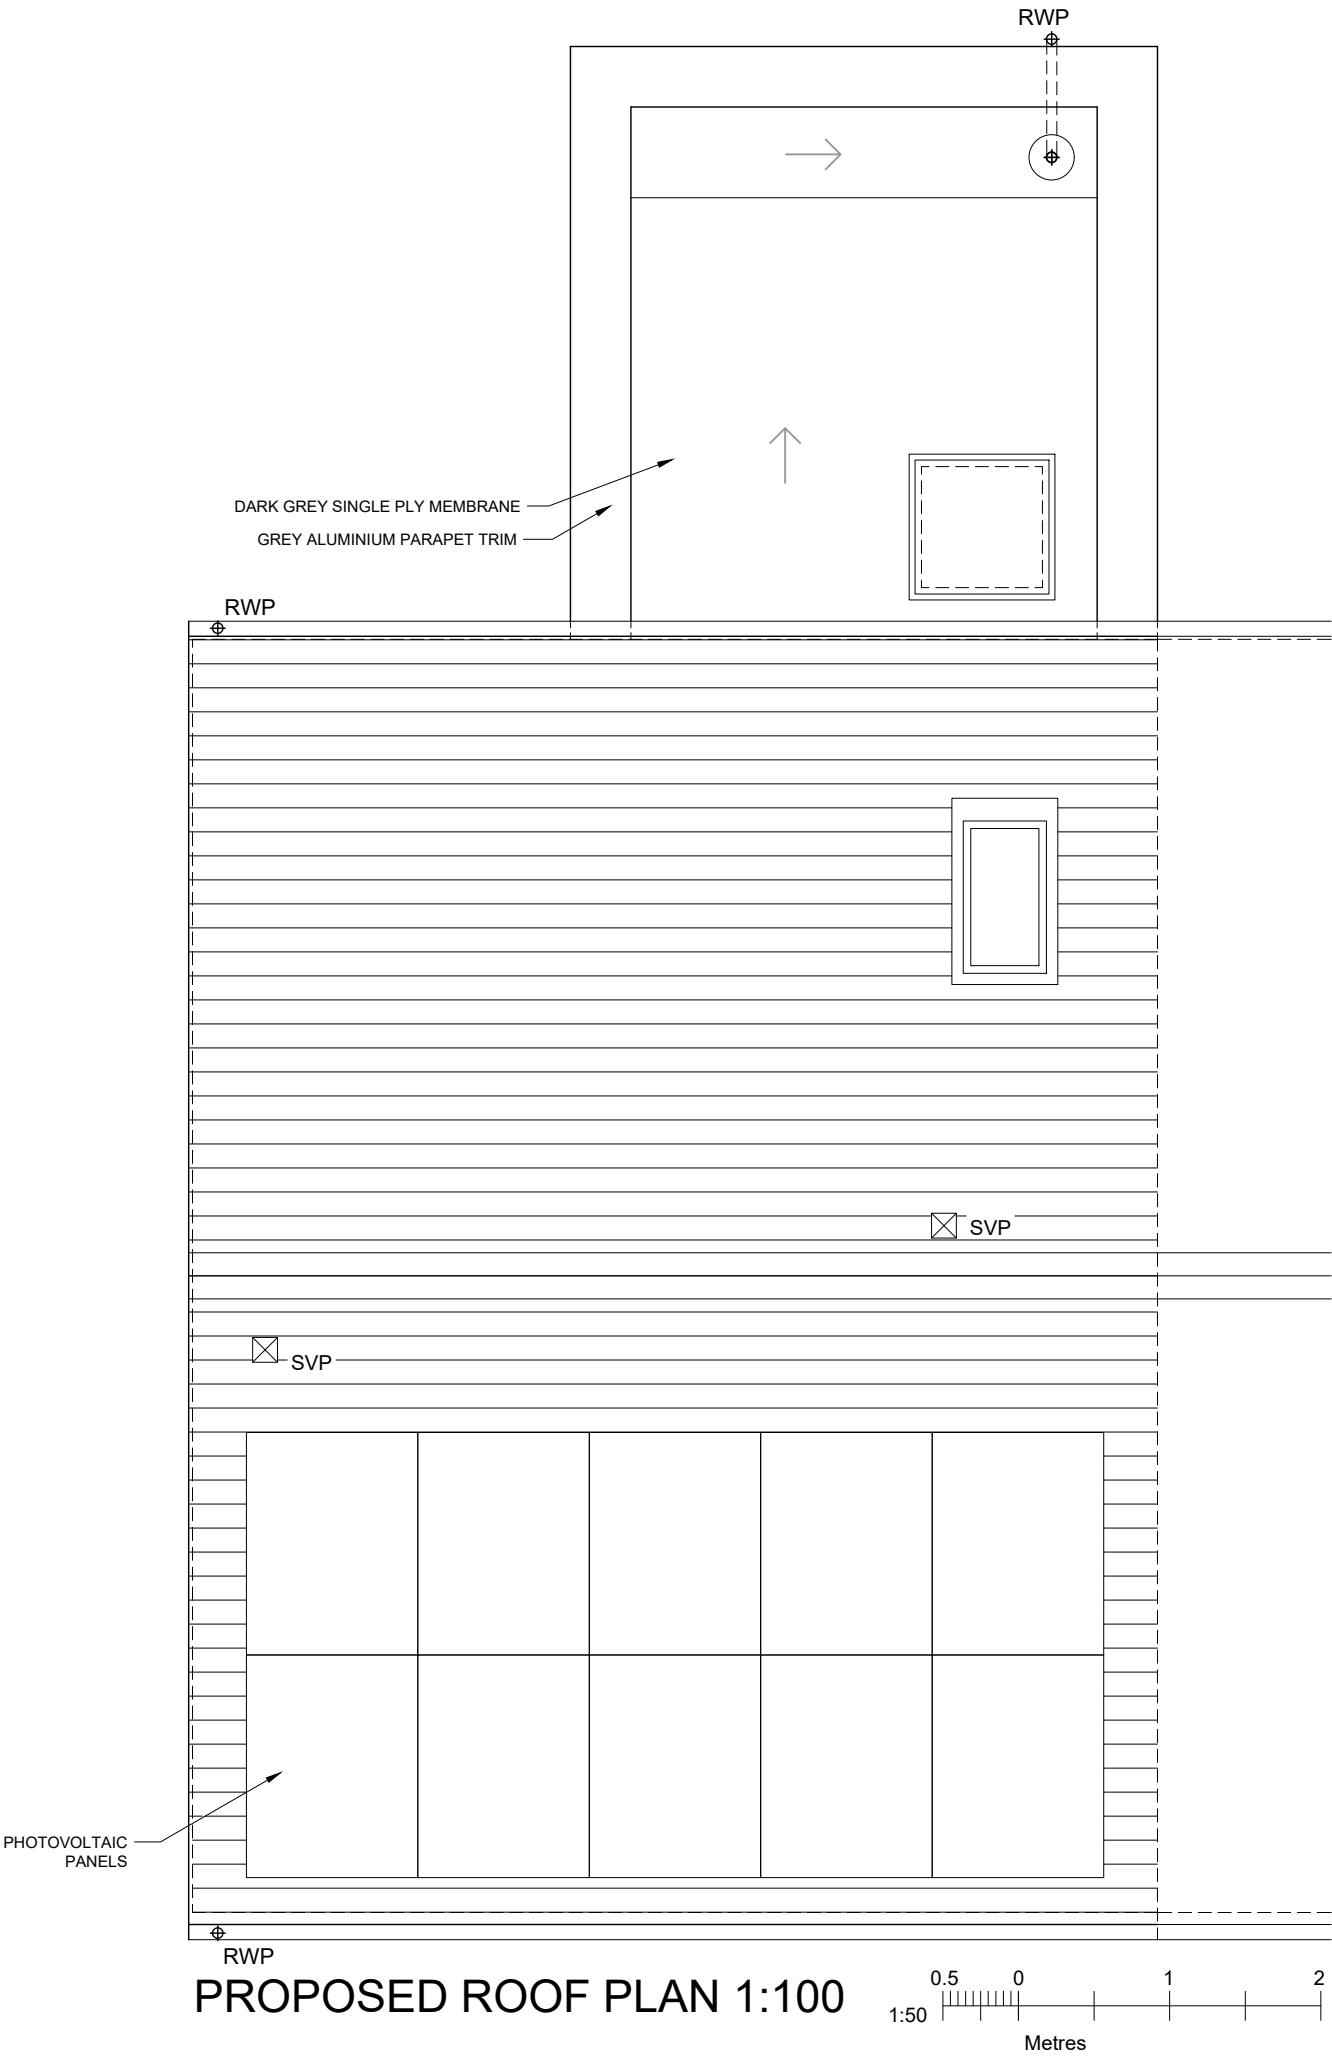 RWP
DARK GREY SINGLE PLY MEMBRANE
GREY ALUMINIUM PARAPET TRIM
RWP
SVP
SVP
PHOTOVOLTAIC
PANELS
RWP
PROPOSED ROOF PLAN 1:100
0.5 0 1 2
1:50
Metres